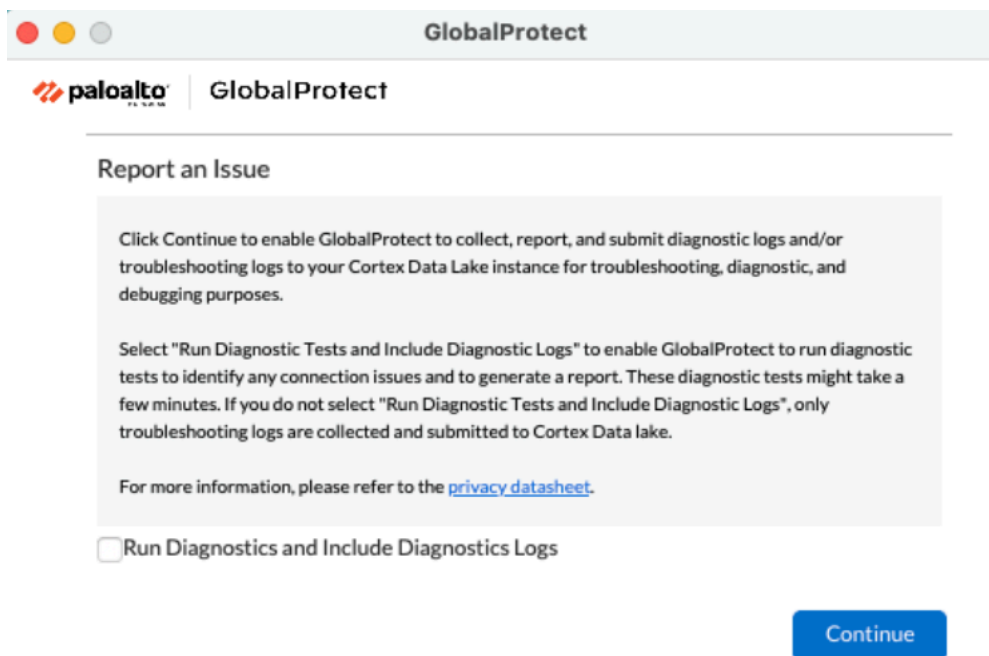 GlobalProtect
paloalto
GlobalProtect
Report an Issue
Click Continue to enable GlobalProtect to collect, report, and submit diagnostic logs and/or
troubleshooting logs to your Cortex Data Lake instance for troubleshooting, diagnostic, and
debugging purposes.
Select "Run Diagnostic Tests and Include Diagnostic Logs" to enable GlobalProtect to run diagnostic
tests to identify any connection issues and to generate a report. These diagnostic tests might take a
few minutes. If you do not select "Run Diagnostic Tests and Include Diagnostic Logs", only
troubleshooting logs are collected and submitted to Cortex Data lake.
For more information, please refer to the privacy datasheet.
Run Diagnostics and Include Diagnostics Logs
Continue